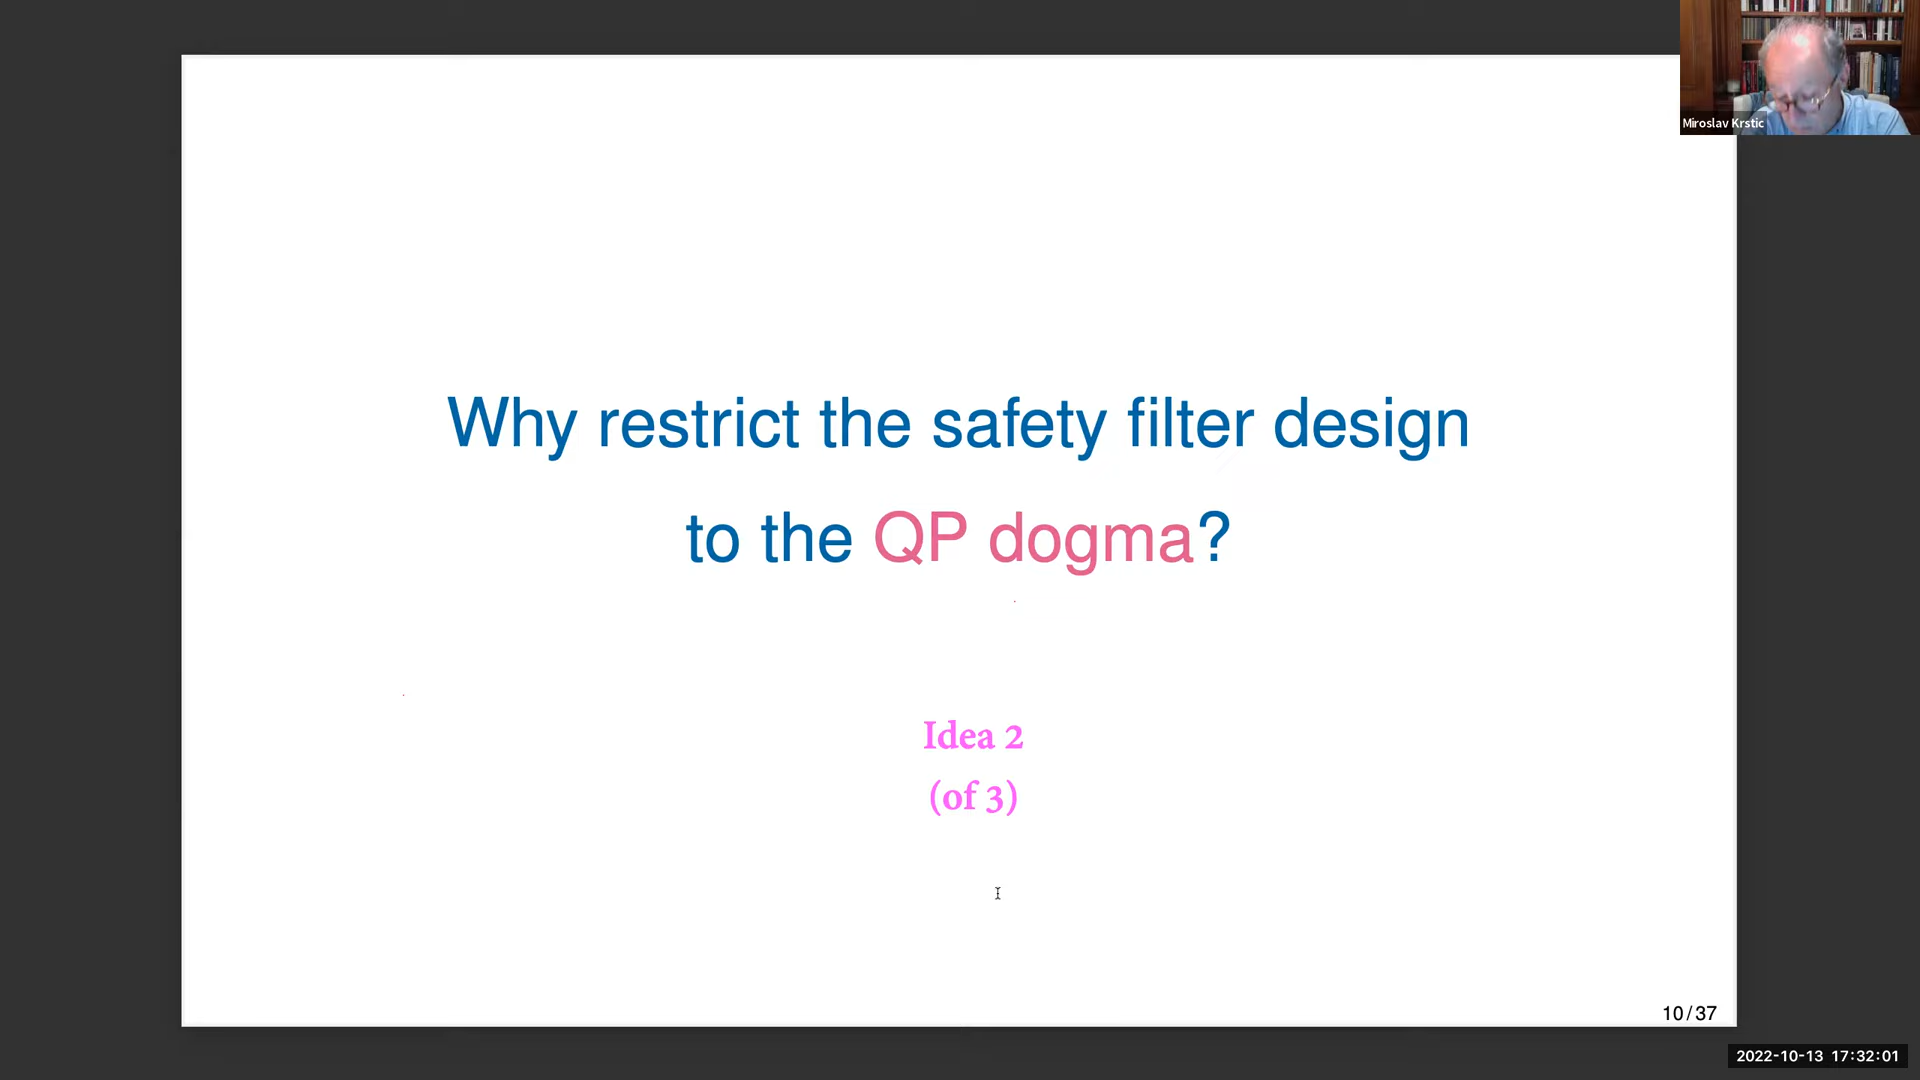 Miroslav Krstic
Why restrict the safety filter design
to the QP dogma?
Idea 2
(of 3)
10/37
2022-10-13 17:32:01